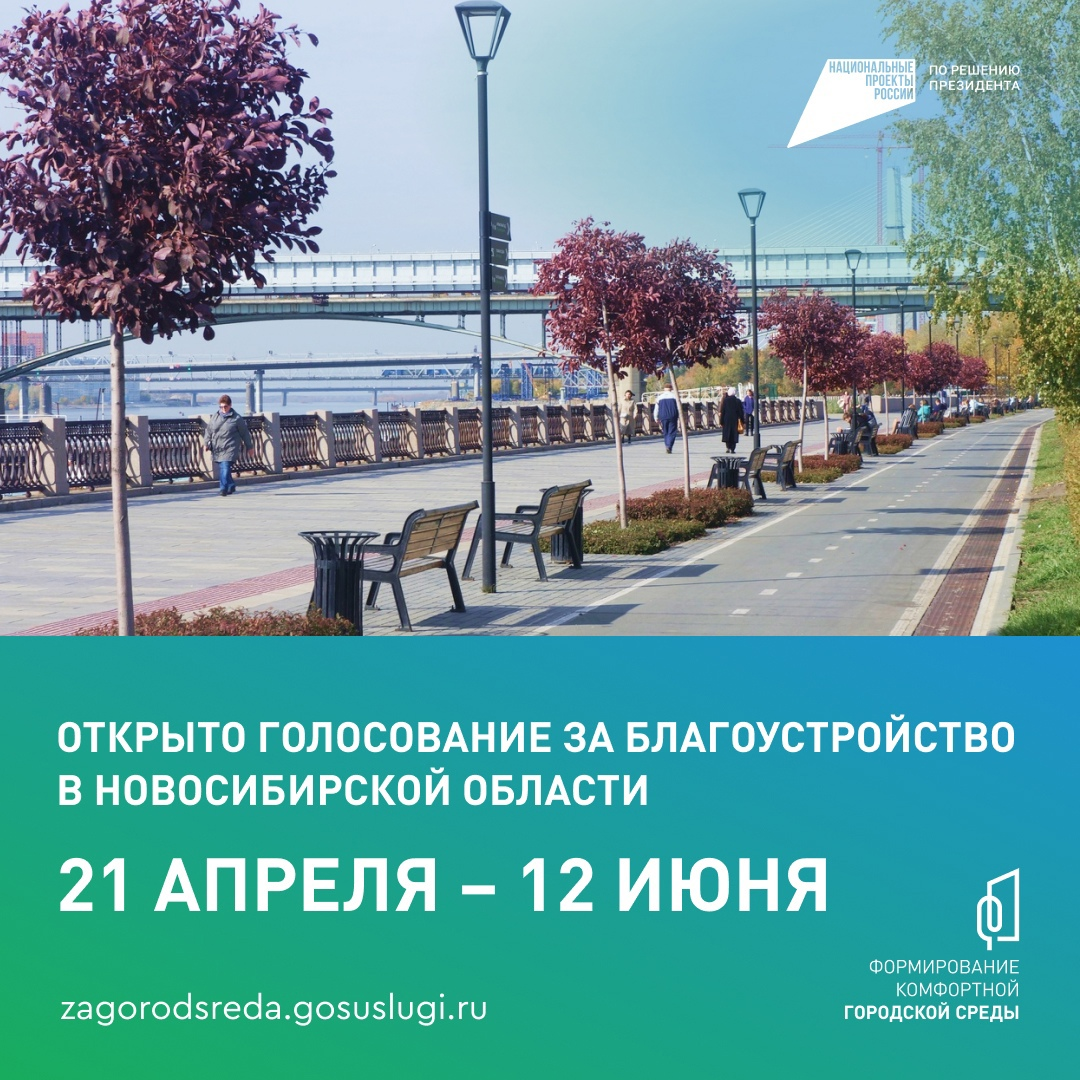 НАЦИОНАЛЬНЫЕ
ПРОЕКТЫ
РОССИИ
ПО РЕШЕНИЮ
ПРЕЗИДЕНТА
ОТКРЫТО ГОЛОСОВАНИЕ ЗА БЛАГОУСТРОЙСТВО
В НОВОСИБИРСКОЙ ОБЛАСТИ
21 АПРЕЛЯ – 12 ИЮНЯ
zagorodsreda.gosuslugi.ru
ФОРМИРОВАНИЕ
КОМФОРТНОЙ
ГОРОДСКОЙ СРЕДЫ